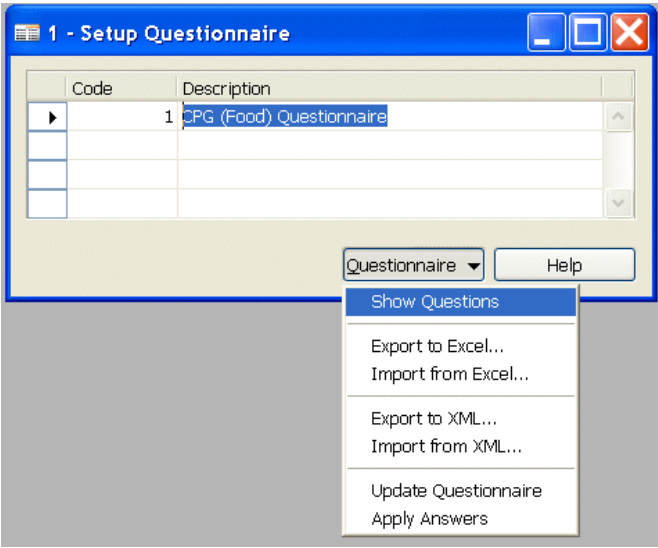 1 - Setup Questionnaire
Code Description
1 CPG (Food) Questionnaire
Questionnaire Help
Show Questions
Export to Excel...
Import from Excel...
Export to XML...
Import from XML...
Update Questionnaire
Apply Answers